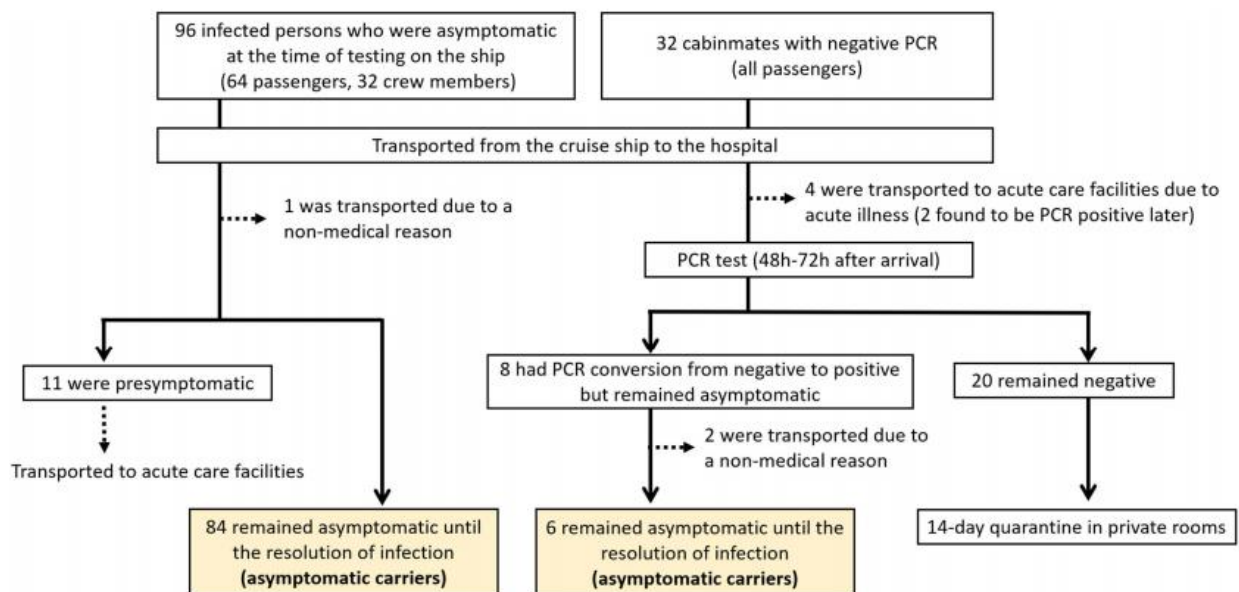 96 infected persons who were asymptomatic
at the time of testing on the ship
(64 passengers, 32 crew members)
32 cabinmates with negative PCR
(all passengers)
Transported from the cruise ship to the hospital
1 was transported due to a
non-medical reason
4 were transported to acute care facilities due to
acute illness (2 found to be PCR positive later)
PCR test (48h-72h after arrival)
11 were presymptomatic
8 had PCR conversion from negative to positive
but remained asymptomatic
20 remained negative
Transported to acute care facilities
2 were transported due to
a non-medical reason
84 remained asymptomatic until
the resolution of infection
(asymptomatic carriers)
6 remained asymptomatic until the
resolution of infection
(asymptomatic carriers)
14-day quarantine in private rooms